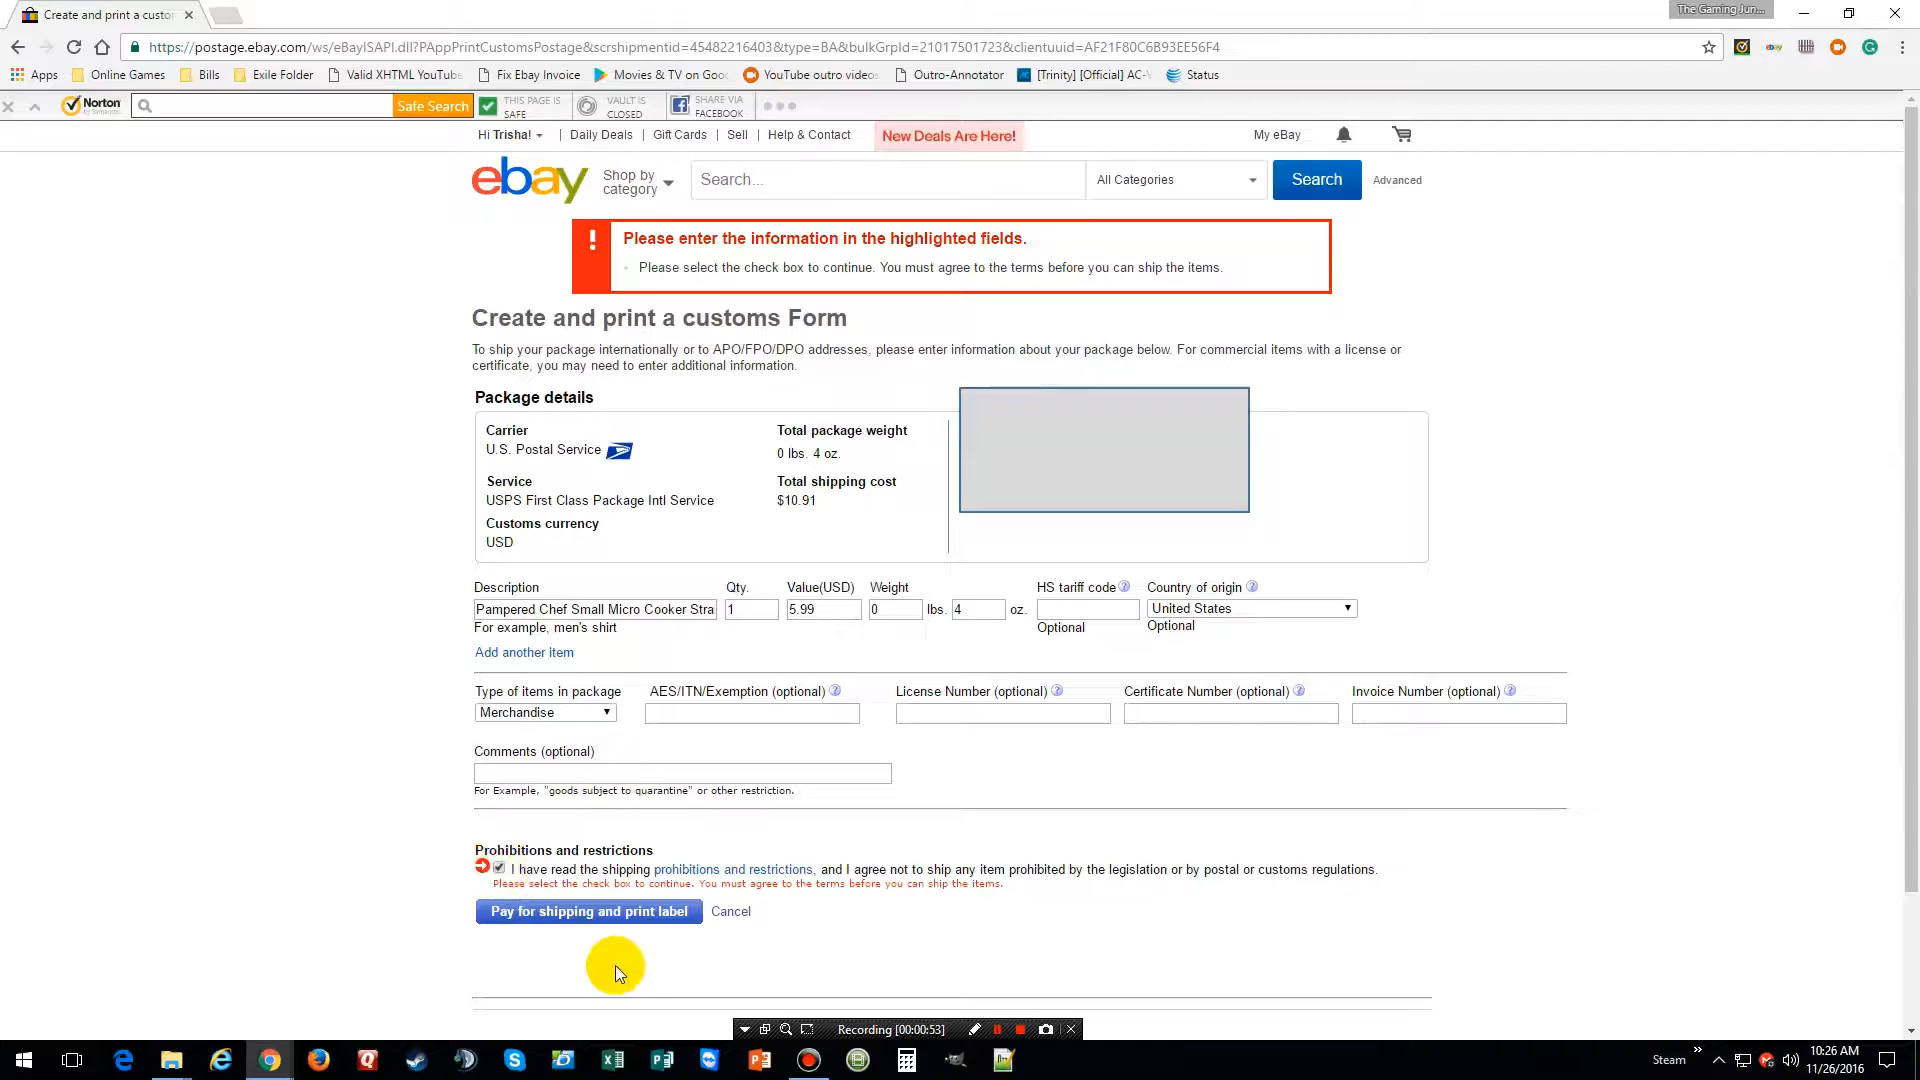 Create and print a custo
The Gaming Jun...
https://postage.ebay.com/ws/eBayISAPI.dll?PAppPrintCustomsPostage&scrshipmentid=45482216403&type=BA&bulkGrpId=21017501723&clientuuid=AF21F80C6B93EE56F4
Apps Online Games Bills Exile Folder Valid XHTML YouTube Fix Ebay Invoice Movies & TV on Goo YouTube outro videos Outro-Annotator [Trinity] [Official] AC- Status
Norton by Symantec Safe Search THIS PAGE IS SAFE VAULT IS CLOSED SHARE VIA FACEBOOK
Hi Trisha! Daily Deals Gift Cards Sell Help & Contact New Deals Are Here! My eBay
ebay Shop by category Search... All Categories Search Advanced
! Please enter the information in the highlighted fields.
Please select the check box to continue. You must agree to the terms before you can ship the items.
Create and print a customs Form
To ship your package internationally or to APO/FPO/DPO addresses, please enter information about your package below. For commercial items with a license or
certificate, you may need to enter additional information.
Package details
Carrier Total package weight
U.S. Postal Service 0 lbs. 4 oz.
Service Total shipping cost
USPS First Class Package Intl Service $10.91
Customs currency
USD
Description Qty. Value(USD) Weight HS tariff code Country of origin
Pampered Chef Small Micro Cooker Stra 1 5.99 0 lbs. 4 oz. United States
For example, men's shirt Optional Optional
Add another item
Type of items in package AES/ITN/Exemption (optional) License Number (optional) Certificate Number (optional) Invoice Number (optional)
Merchandise
Comments (optional)
For Example, "goods subject to quarantine" or other restriction.
Prohibitions and restrictions
I have read the shipping prohibitions and restrictions, and I agree not to ship any item prohibited by the legislation or by postal or customs regulations.
Please select the check box to continue. You must agree to the terms before you can ship the items.
Pay for shipping and print label Cancel
Recording [00:00:53]
Steam 10:26 AM
11/26/2016